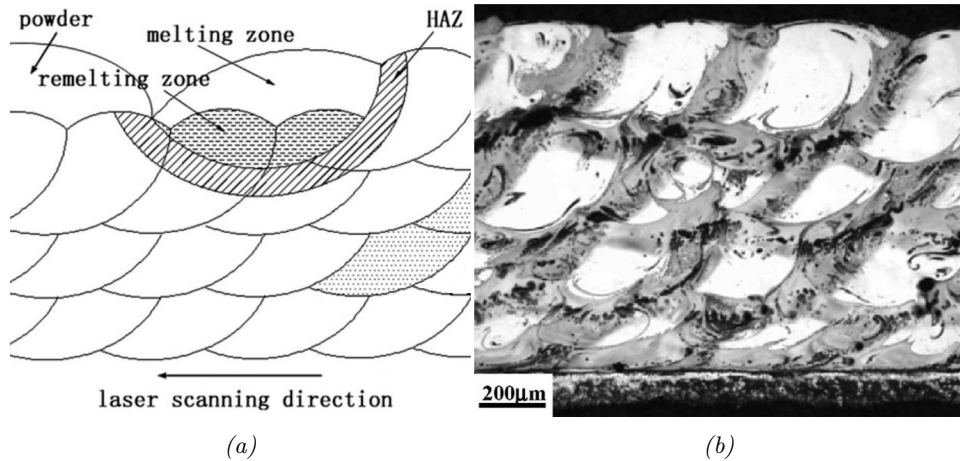 powder
melting zone
HAZ
remelting zone
laser scanning direction
(a)
200μm
(b)